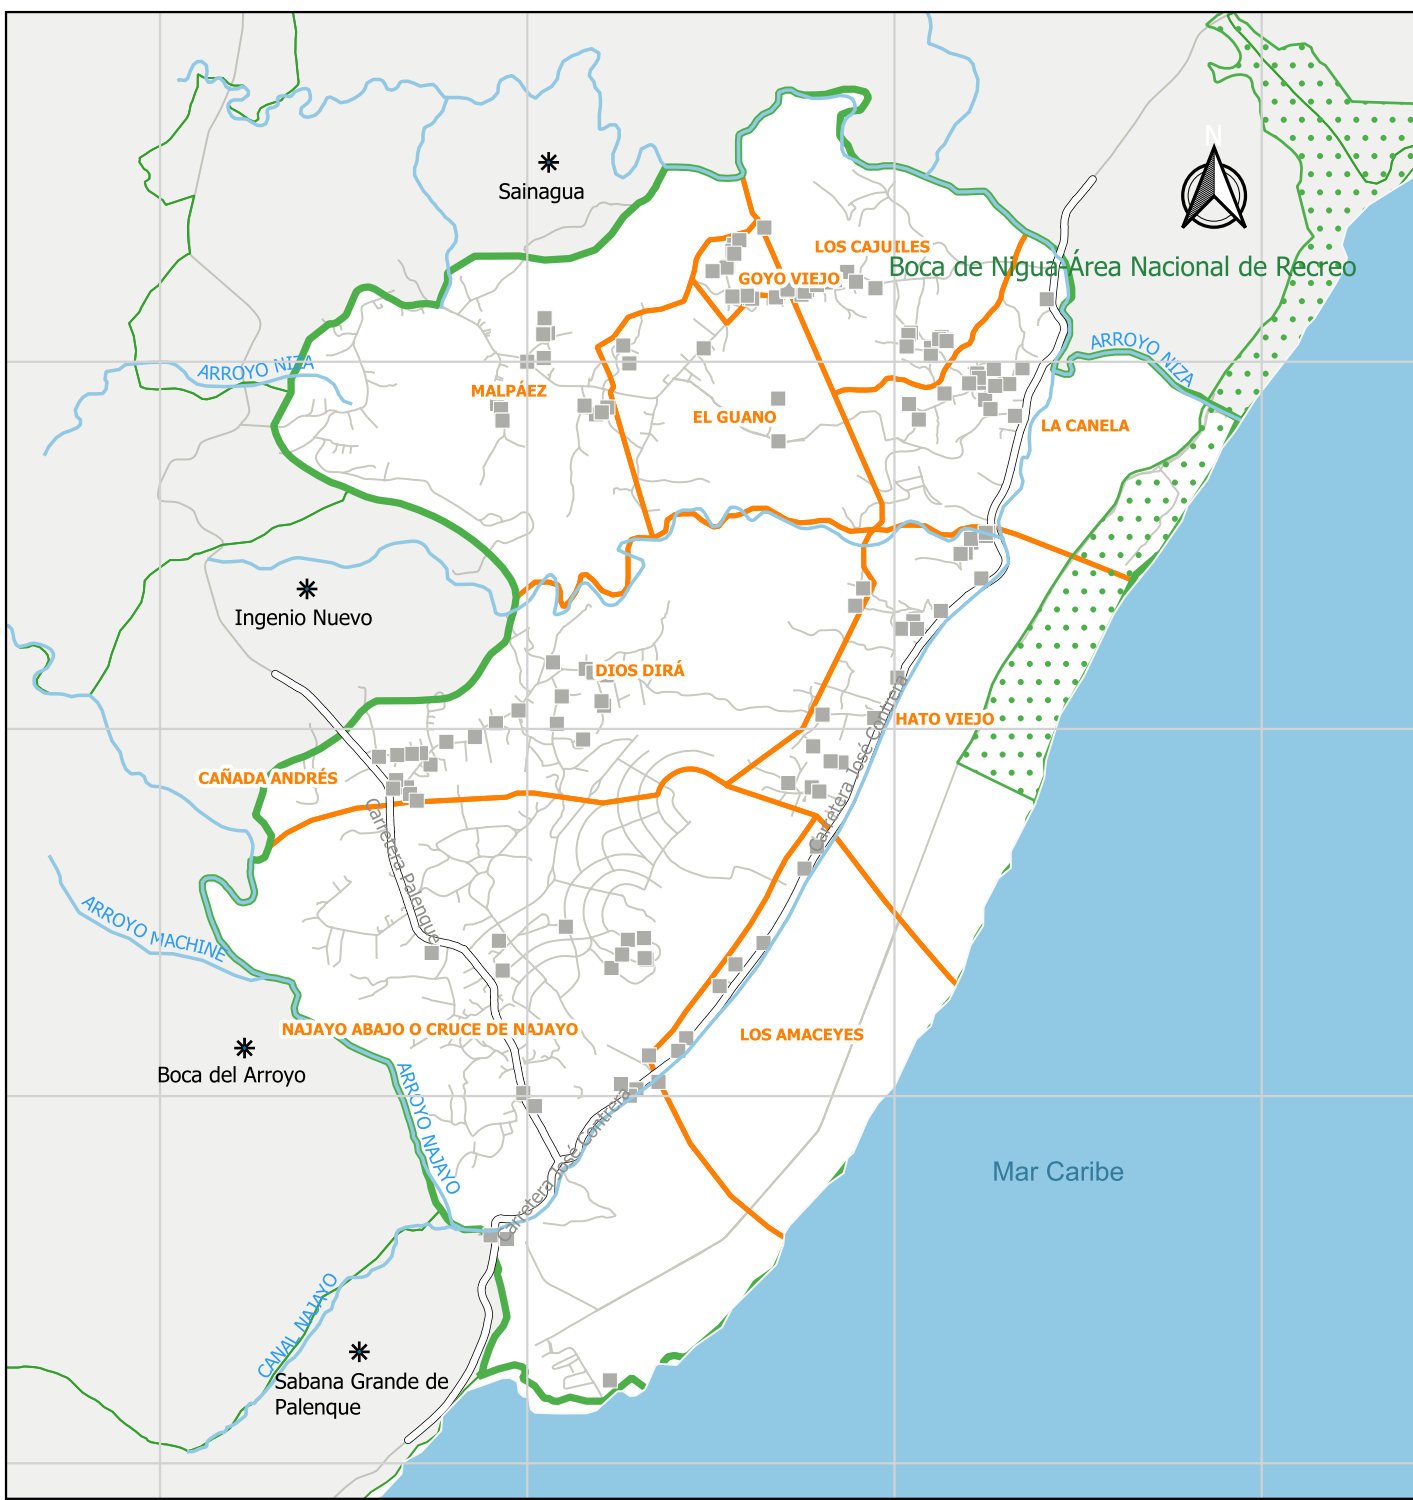 N
Sainagua
LOS CAJUILES
Boca de Nigua-Área Nacional de Recreo
GOYO VIEJO
ARROYO NIZA
ARROYO NIZA
MALPÁEZ
EL GUANO
LA CANELA
Ingenio Nuevo
DIOS DIRÁ
HATO VIEJO
Carretera José Contrera
CAÑADA ANDRÉS
Carretera Palenque
ARROYO MACHINE
NAJAYO ABAJO O CRUCE DE NAJAYO
LOS AMACEYES
Boca del Arroyo
ARROYO NAJAYO
Carretera José Contrera
Mar Caribe
CANAL NAJAYO
Sabana Grande de
Palenque